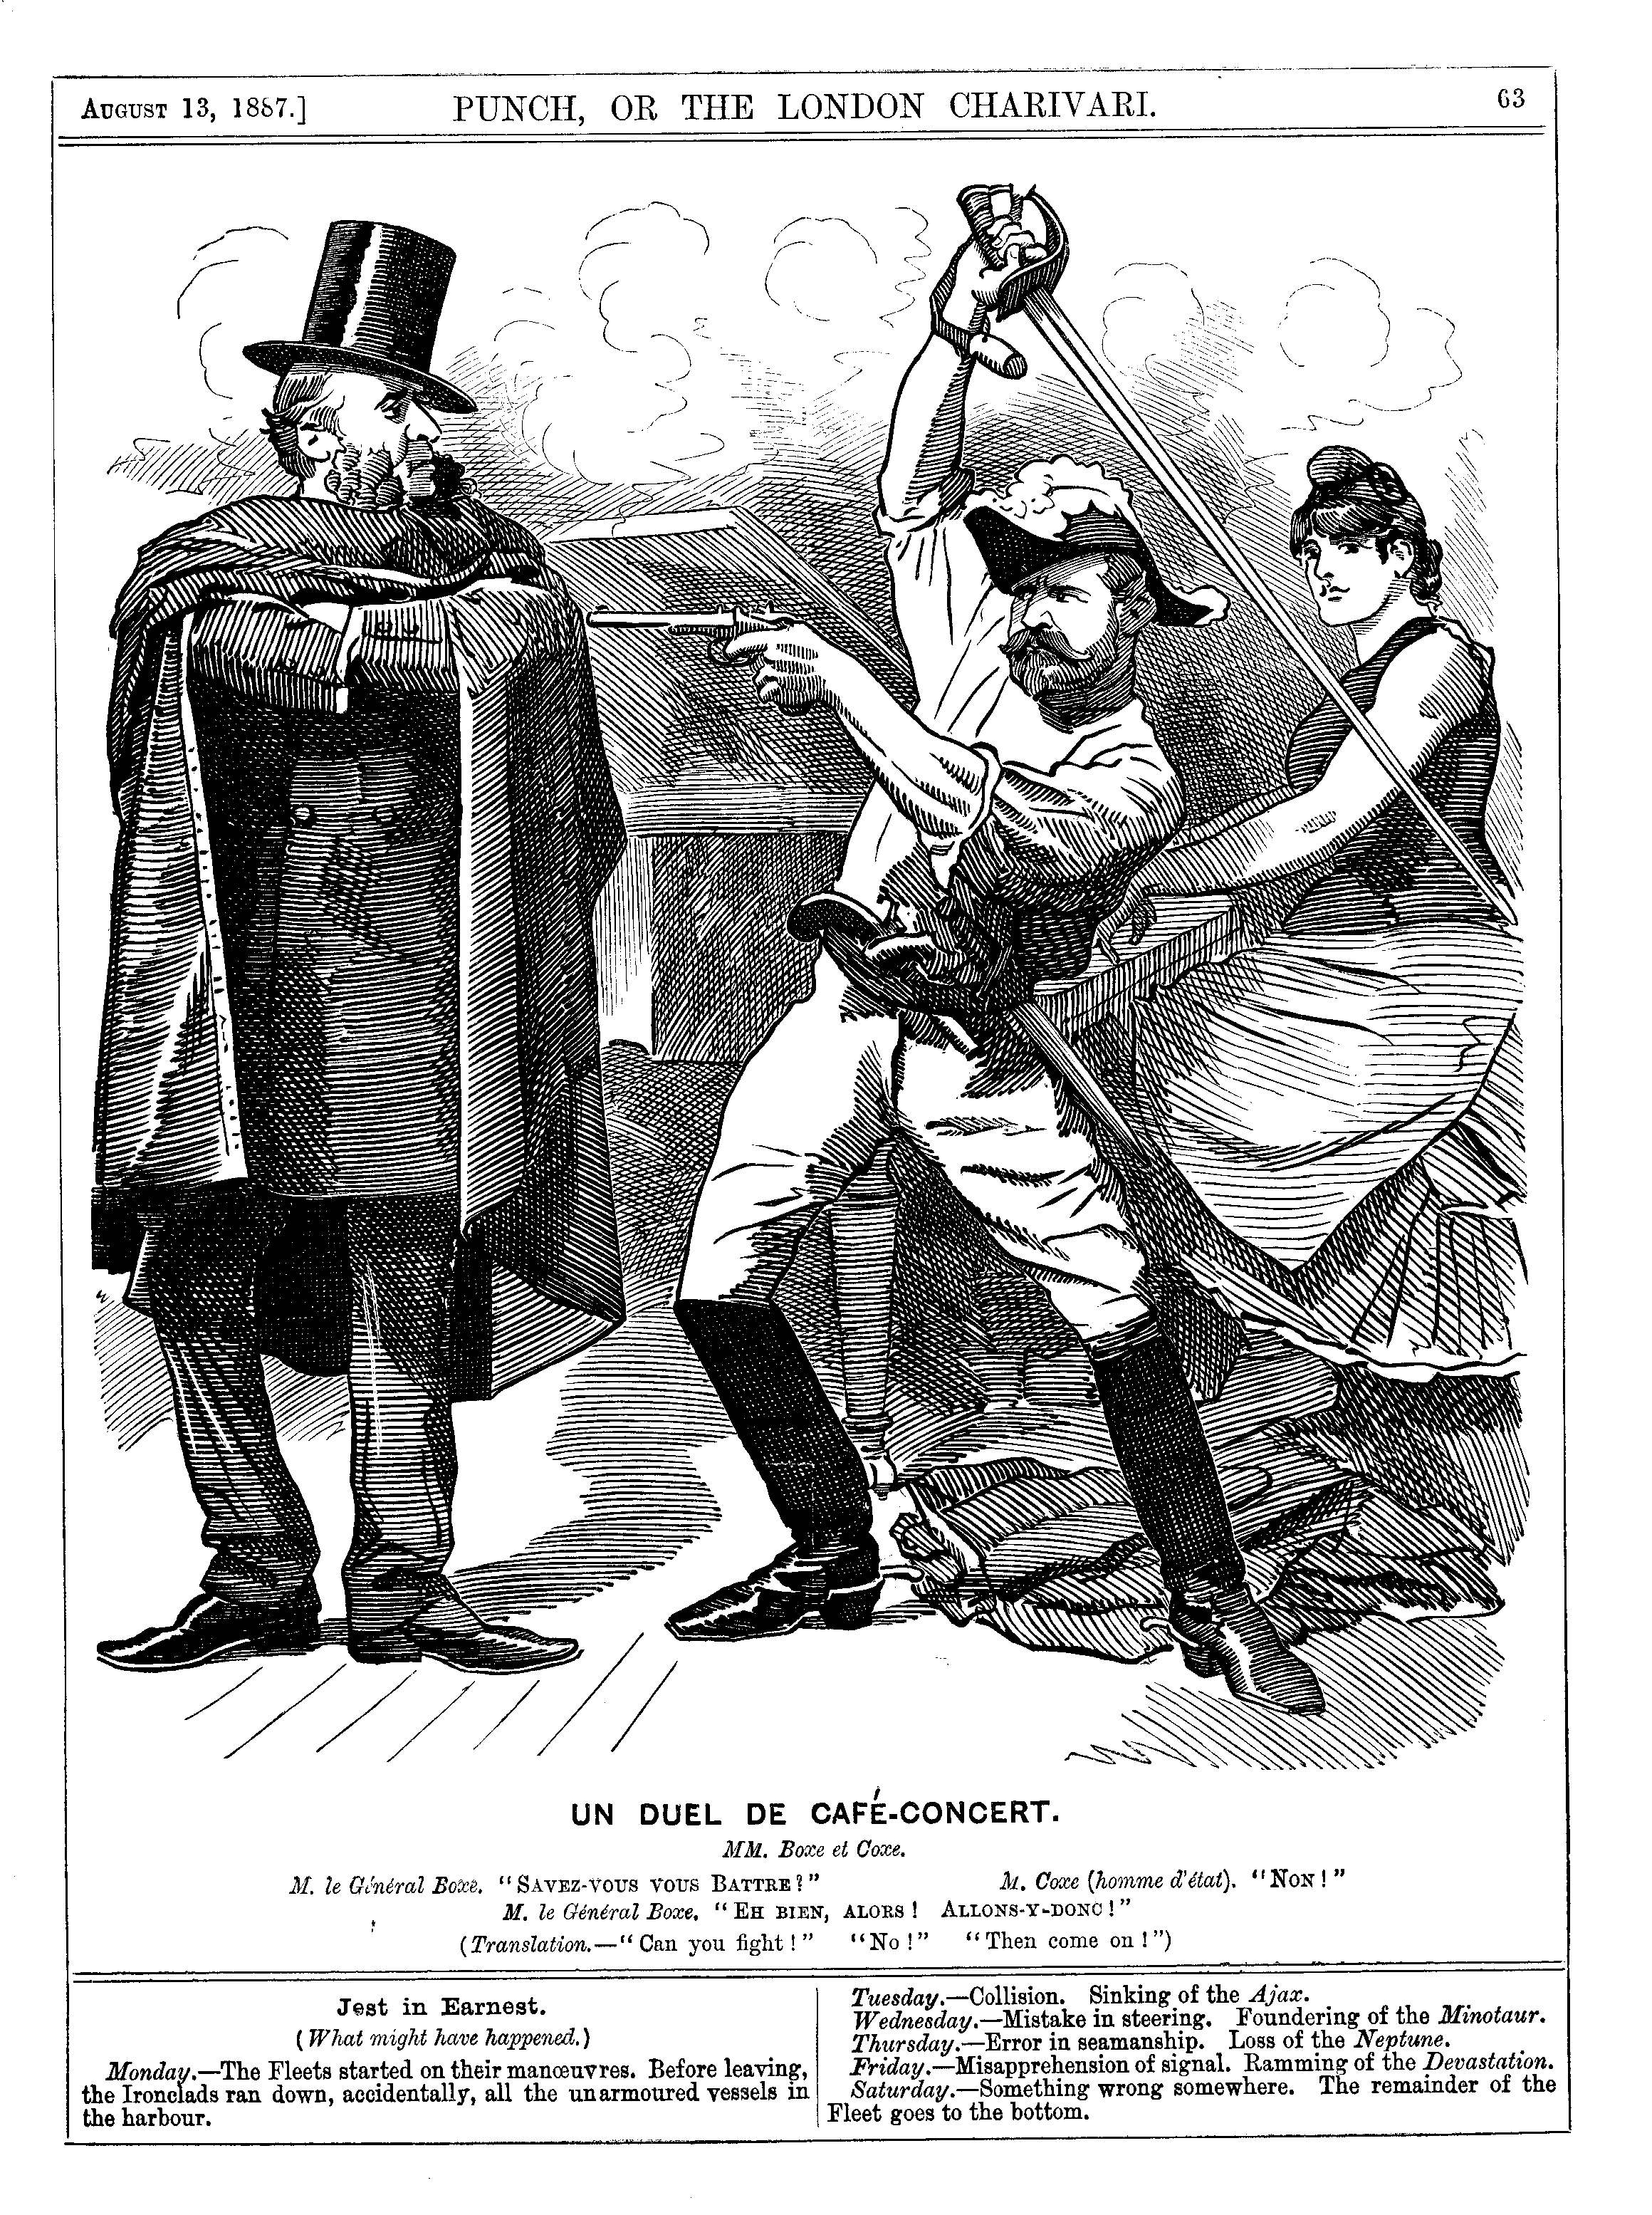 AUGUST 13, 1887.] PUNCH, OR THE LONDON CHARIVARI. 63
UN DUEL DE CAFÉ-CONCERT.
MM. Boxe et Coxe.
M. le Général Boxe. "SAVEZ-VOUS VOUS BATTRE?" M. Coxe (homme d'état). "NON!"
M. le Général Boxe. "EH BIEN, ALORS! ALLONS-Y-DONC!"
(Translation.—"Can you fight!" "No!" "Then come on!")
Jest in Earnest.
(What might have happened.)
Monday.—The Fleets started on their manœuvres. Before leaving,
the Ironclads ran down, accidentally, all the unarmoured vessels in
the harbour.
Tuesday.—Collision. Sinking of the Ajax.
Wednesday.—Mistake in steering. Foundering of the Minotaur.
Thursday.—Error in seamanship. Loss of the Neptune.
Friday.—Misapprehension of signal. Ramming of the Devastation.
Saturday.—Something wrong somewhere. The remainder of the
Fleet goes to the bottom.